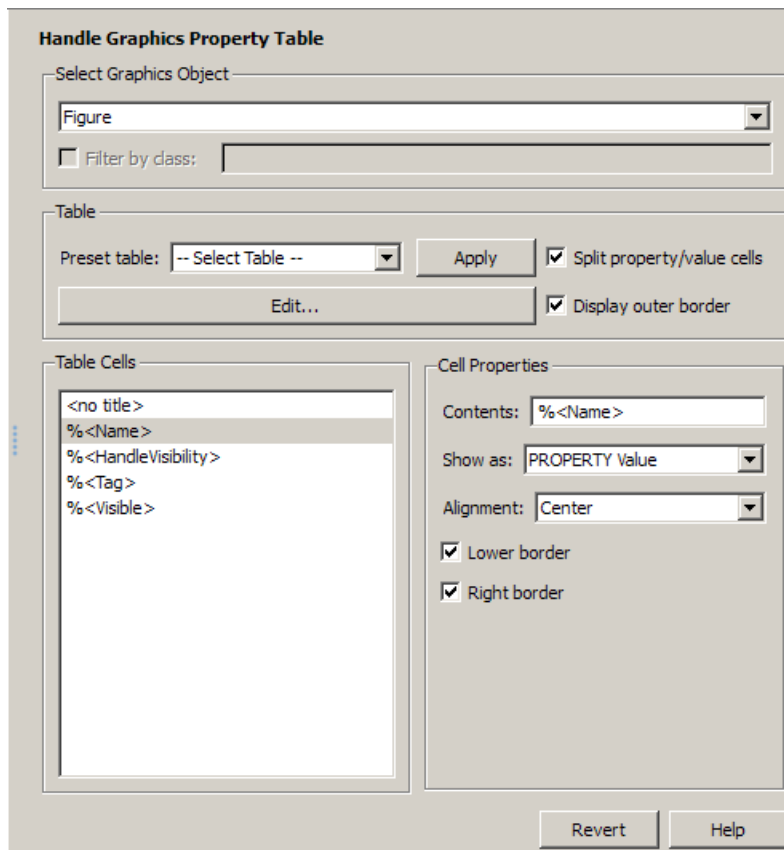 Handle Graphics Property Table
Select Graphics Object
Figure
Filter by class:
Table
Preset table: -- Select Table -- Apply Split property/value cells
Edit... Display outer border
Table Cells
<no title>
%<Name>
%<HandleVisibility>
%<Tag>
%<Visible>
Cell Properties
Contents: %<Name>
Show as: PROPERTY Value
Alignment: Center
Lower border
Right border
Revert Help